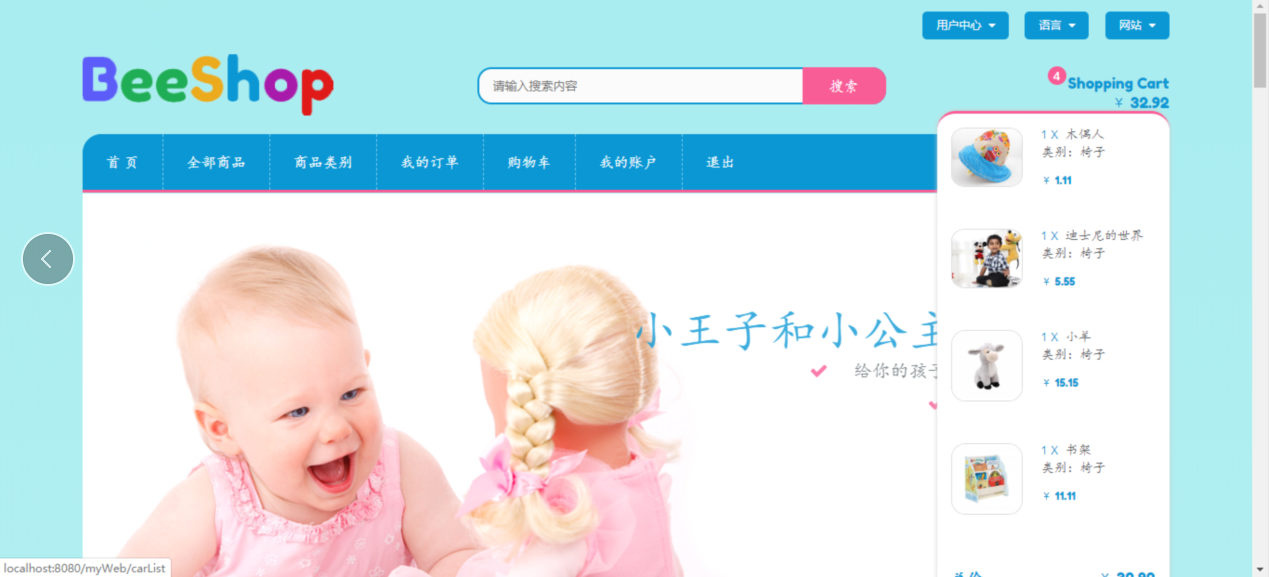 用户中心
语言
网站
BeeShop
请输入搜索内容
搜索
4
Shopping Cart
¥ 32.92
首 页
全部商品
商品类别
我的订单
购物车
我的账户
退出
小王子和小公主
给你的孩子
1 X 木偶人
类别：椅子
¥ 1.11
1 X 迪士尼的世界
类别：椅子
¥ 5.55
1 X 小羊
类别：椅子
¥ 15.15
1 X 书架
类别：椅子
¥ 11.11
localhost:8080/myWeb/carList